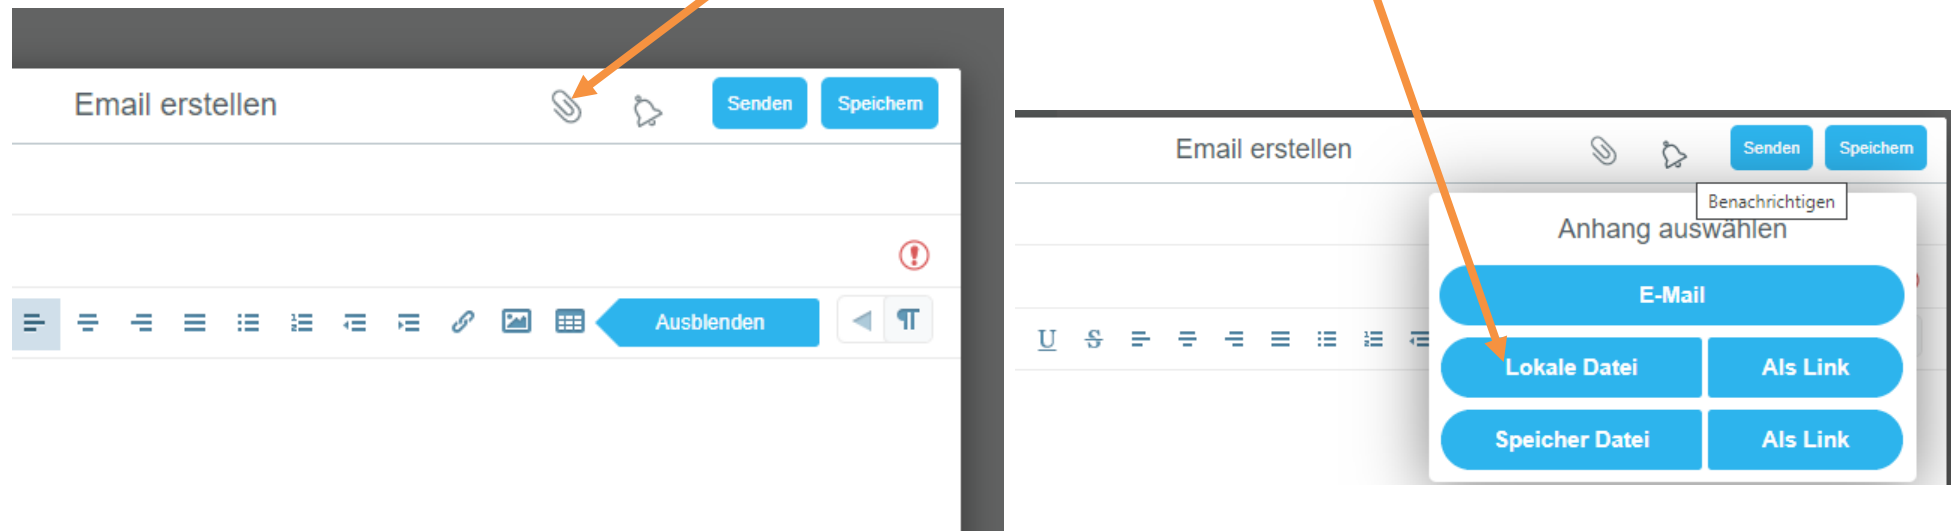 Email erstellen
Senden
Speichern
Ausblenden
Email erstellen
Senden
Speichern
Benachrichtigen
Anhang auswählen
E-Mail
U S
Lokale Datei
Als Link
Speicher Datei
Als Link